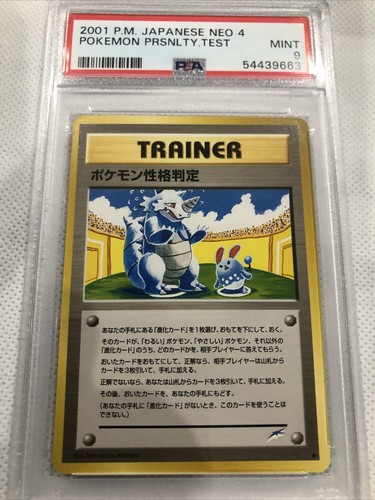 2001 P.M. JAPANESE NEO 4
POKEMON PRSNLTY.TEST
MINT
9
PSA
54439663
TRAINER
ポケモン性格判定
あなたの手札にある「進化カード」を1枚選び、おもてを下にして、おく。
そのカードが、「わるい」ポケモン、「やさしい」ポケモン、それ以外の
「進化カード」のうち、どのカードかを、相手プレイヤーに答えてもらう。
おいたカードをおもてにして、正解なら、相手プレイヤーは山札から
カードを3枚引いて、手札に加える。
正解でないなら、あなたは山札からカードを3枚引いて、手札に加える。
その後、おいたカードを、あなたの手札にもどす。
(あなたの手札に「進化カード」がないとき、このカードを使うことは
できない。)